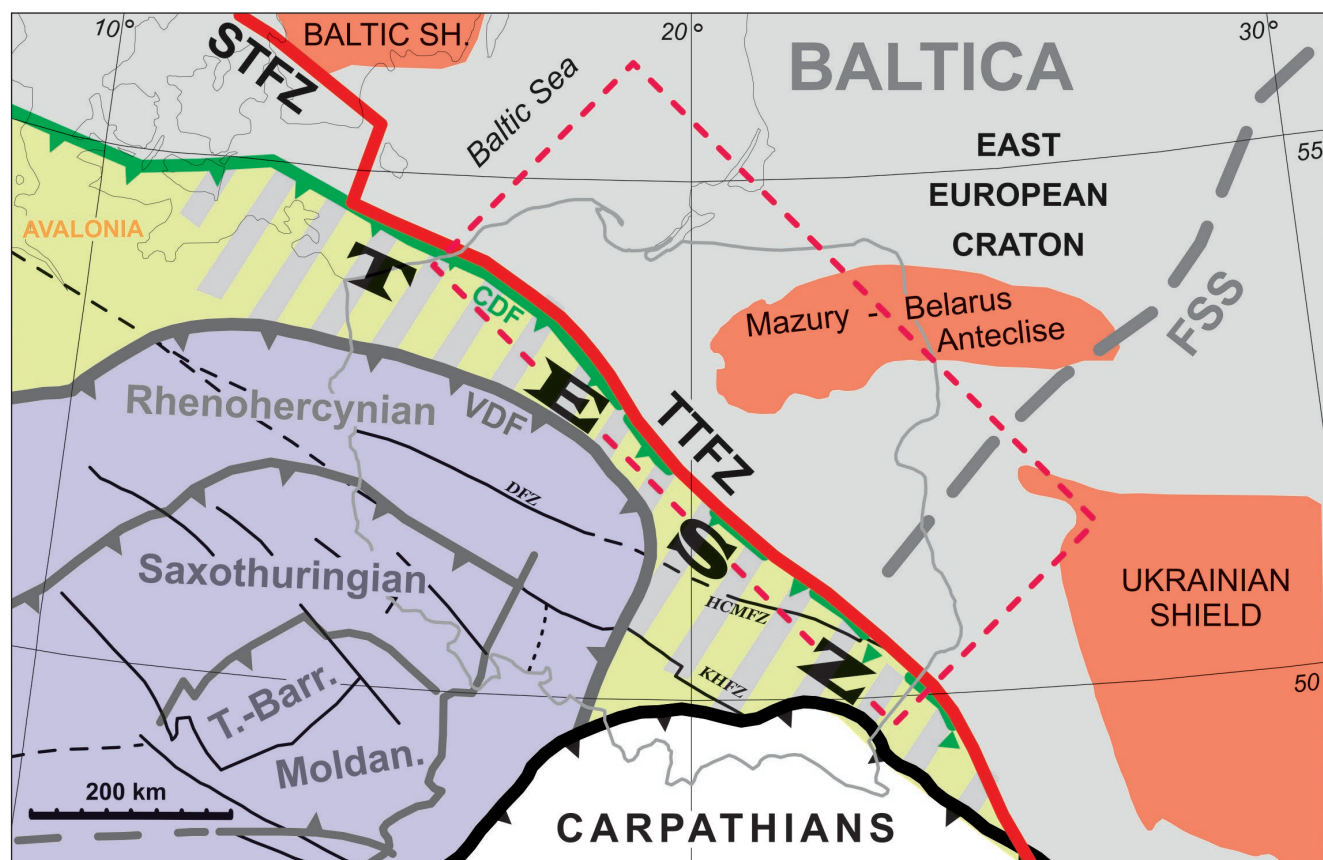 10°
20°
30°
STFZ
BALTIC SH.
Baltic Sea
BALTICA
EAST
EUROPEAN
CRATON
55
AVALONIA
T
E
S
Z
CDF
Mazury - Belarus
Anteclise
FSS
Rhenohercynian
VDF
TTFZ
DFZ
Saxothuringian
HCMFZ
KHFZ
UKRAINIAN
SHIELD
50
T.-Barr.
Moldan.
200 km
CARPATHIANS